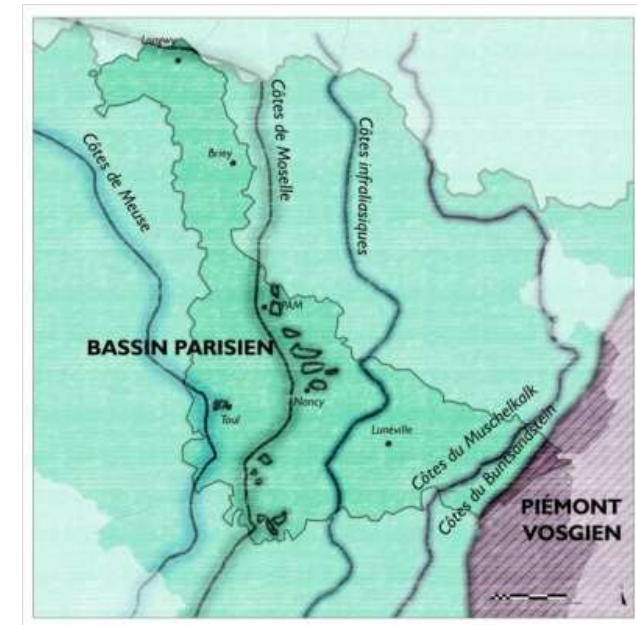 Longwy
Côtes de Moselle
Côtes infraliasiques
Côtes de Meuse
Briey
PAM
BASSIN PARISIEN
Nancy
Toul
Lunéville
Côtes du Muschelkalk
Côtes du Buntsandstein
PIÉMONT
VOSGIEN